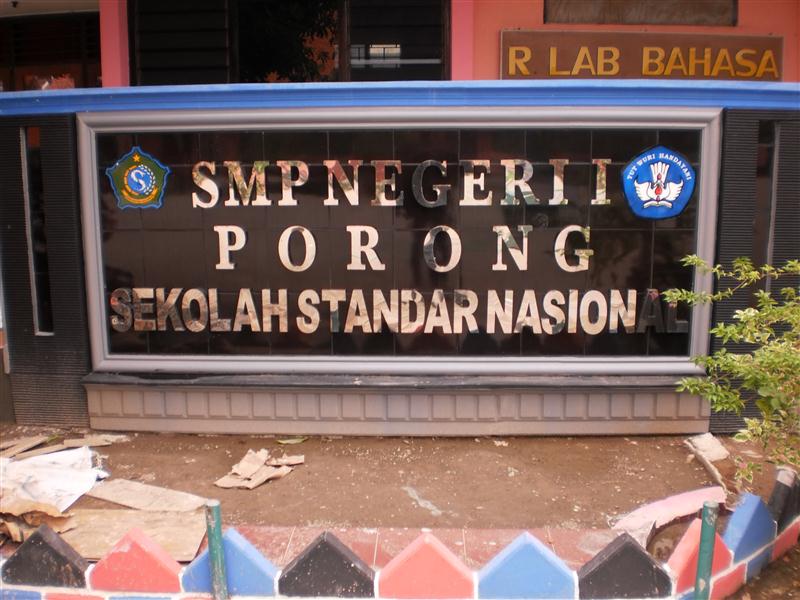 R LAB BAHASA
SMP NEGERI I
PORONG
SEKOLAH STANDAR NASIONAL
TUT WURI HANDAYANI